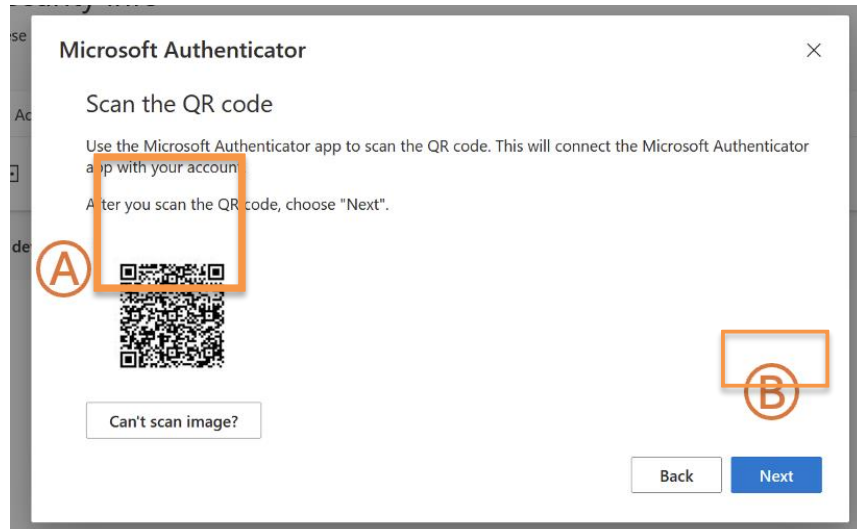 Microsoft Authenticator
Scan the QR code
Use the Microsoft Authenticator app to scan the QR code. This will connect the Microsoft Authenticator
app with your account
After you scan the QR code, choose "Next".
A
B
Can't scan image?
Back
Next